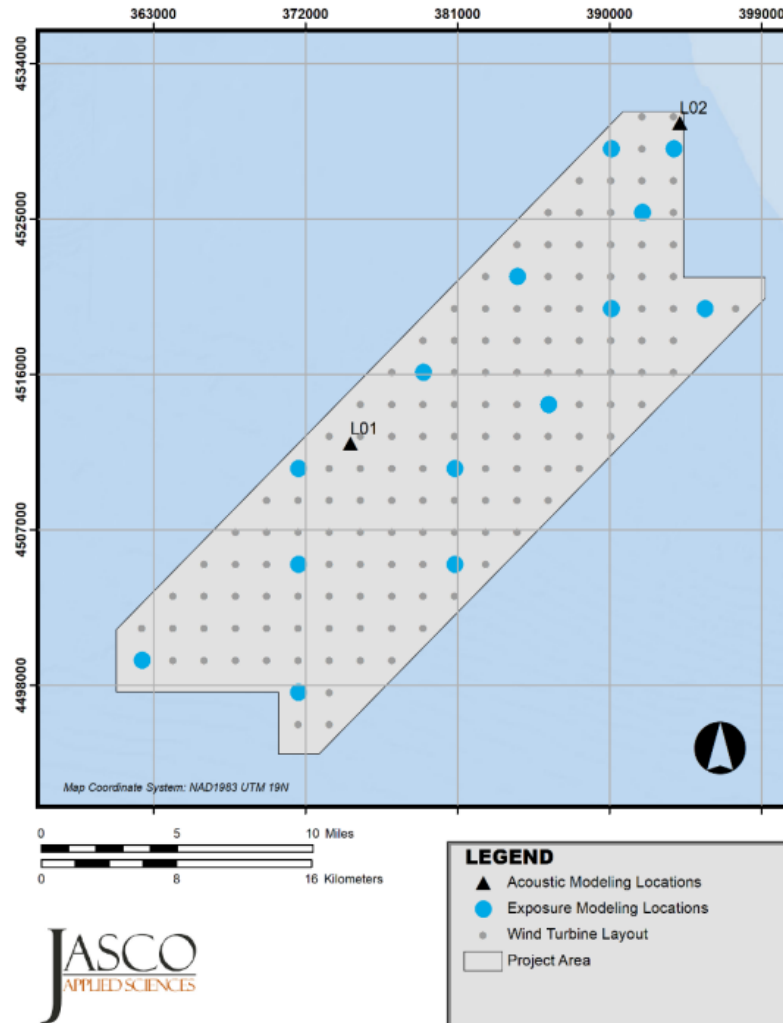 363000 372000 381000 390000 399000
4534000
L02
4525000
4516000
L01
4507000
4498000
Map Coordinate System: NAD1983 UTM 19N
0 5 10 Miles
0 8 16 Kilometers
LEGEND
Acoustic Modeling Locations
Exposure Modeling Locations
Wind Turbine Layout
Project Area
JASCO
APPLIED SCIENCES